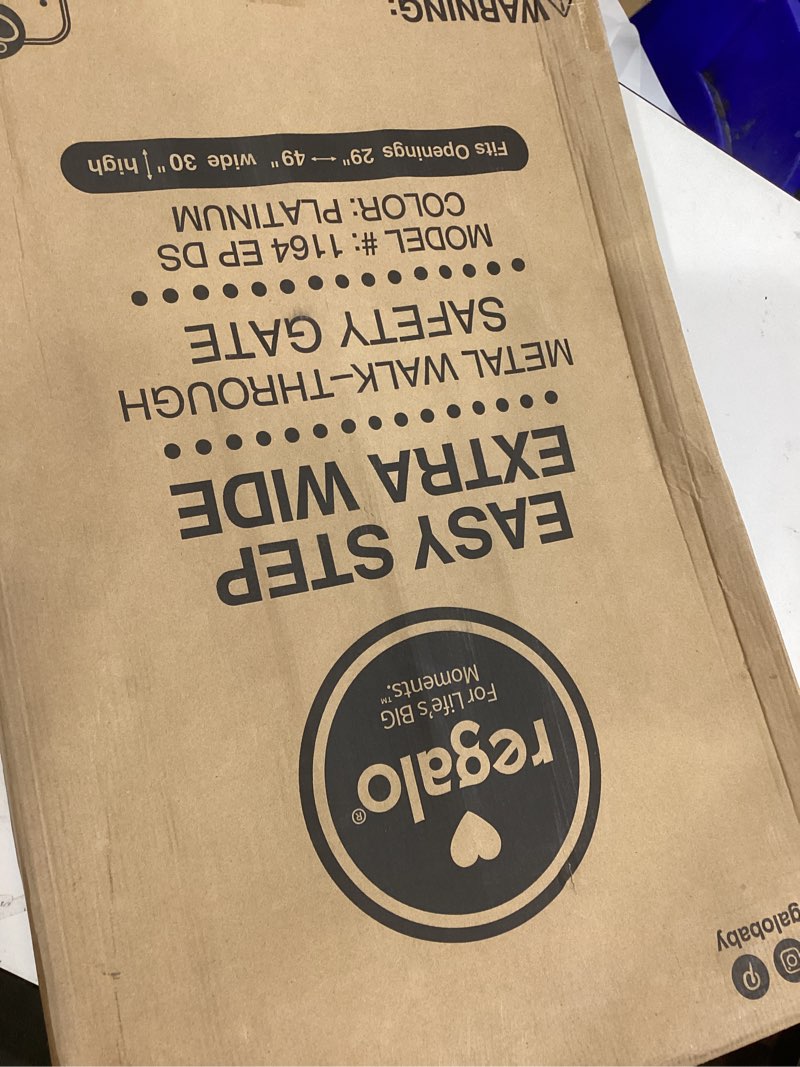 regalo®
For Life's BIG
Moments.™
EASY STEP
EXTRA WIDE
METAL WALK-THROUGH
SAFETY GATE
MODEL #: 1164 EP DS
COLOR: PLATINUM
Fits Openings 29" ↔ 49" wide 30" ↕ high
WARNING:
galobaby